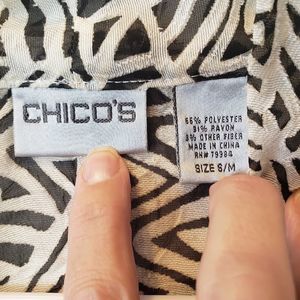 CHICO'S
66% POLYESTER
31% RAYON
3% OTHER FIBER
MADE IN CHINA
RN# 79984
SIZE S/M